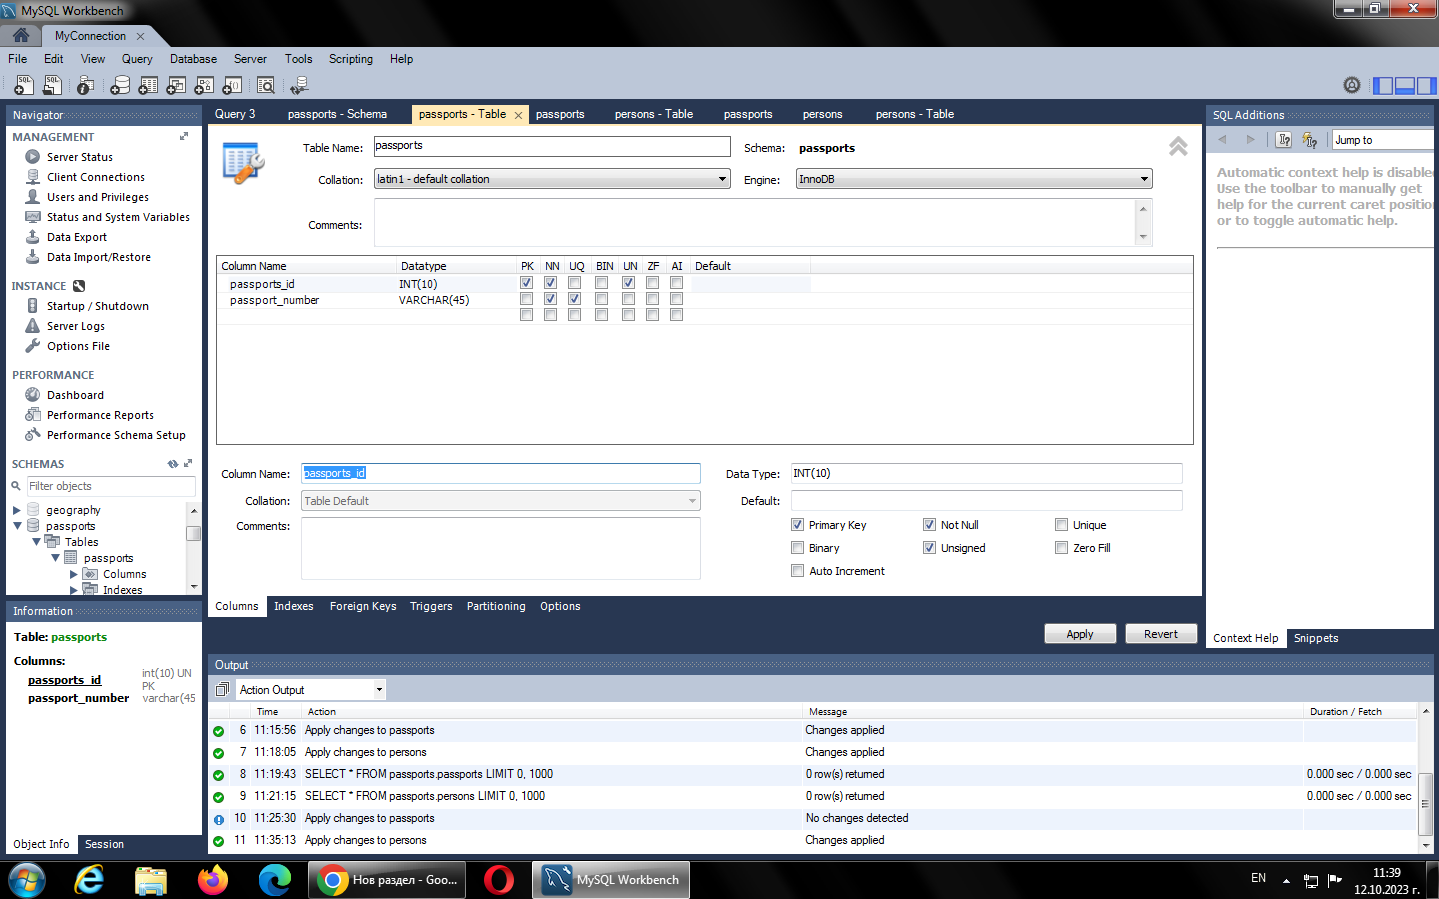 MySQL Workbench
MyConnection
File Edit View Query Database Server Tools Scripting Help
Navigator
MANAGEMENT
Server Status
Client Connections
Users and Privileges
Status and System Variables
Data Export
Data Import/Restore
INSTANCE
Startup / Shutdown
Server Logs
Options File
PERFORMANCE
Dashboard
Performance Reports
Performance Schema Setup
SCHEMAS
Filter objects
geography
passports
Tables
passports
Columns
Indexes
Information
Table: passports
Columns:
passports_id int(10) UN PK
passport_number varchar(45
Object Info Session
Query 3 passports - Schema passports - Table passports persons - Table passports persons persons - Table
Table Name: passports Schema: passports
Collation: latin1 - default collation Engine: InnoDB
Comments:
Column Name Datatype PK NN UQ BIN UN ZF AI Default
passports_id INT(10)
passport_number VARCHAR(45)
Column Name: passports_id Data Type: INT(10)
Collation: Table Default Default:
Comments: Primary Key Not Null Unique
Binary Unsigned Zero Fill
Auto Increment
Columns Indexes Foreign Keys Triggers Partitioning Options
Apply Revert
SQL Additions
Jump to
Automatic context help is disable
Use the toolbar to manually get
help for the current caret positio
or to toggle automatic help.
Context Help Snippets
Output
Action Output
Time Action Message Duration / Fetch
6 11:15:56 Apply changes to passports Changes applied
7 11:18:05 Apply changes to persons Changes applied
8 11:19:43 SELECT * FROM passports.passports LIMIT 0, 1000 0 row(s) returned 0.000 sec / 0.000 sec
9 11:21:15 SELECT * FROM passports.persons LIMIT 0, 1000 0 row(s) returned 0.000 sec / 0.000 sec
10 11:25:30 Apply changes to passports No changes detected
11 11:35:13 Apply changes to persons Changes applied
Нов раздел - Goo... MySQL Workbench EN 11:39
12.10.2023 г.